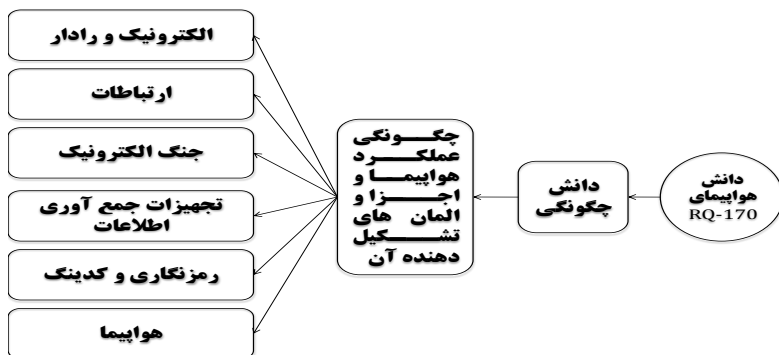 دانش
هواپیمای
RQ-170
دانش
چگونگی
چگونگی
عملکرد
هواپیما و
اجزا و
المان های
تشکیل
دهنده آن
الکترونیک و رادار
ارتباطات
جنگ الکترونیک
تجهیزات جمع آوری
اطلاعات
رمزنگاری و کدینگ
هواپیما